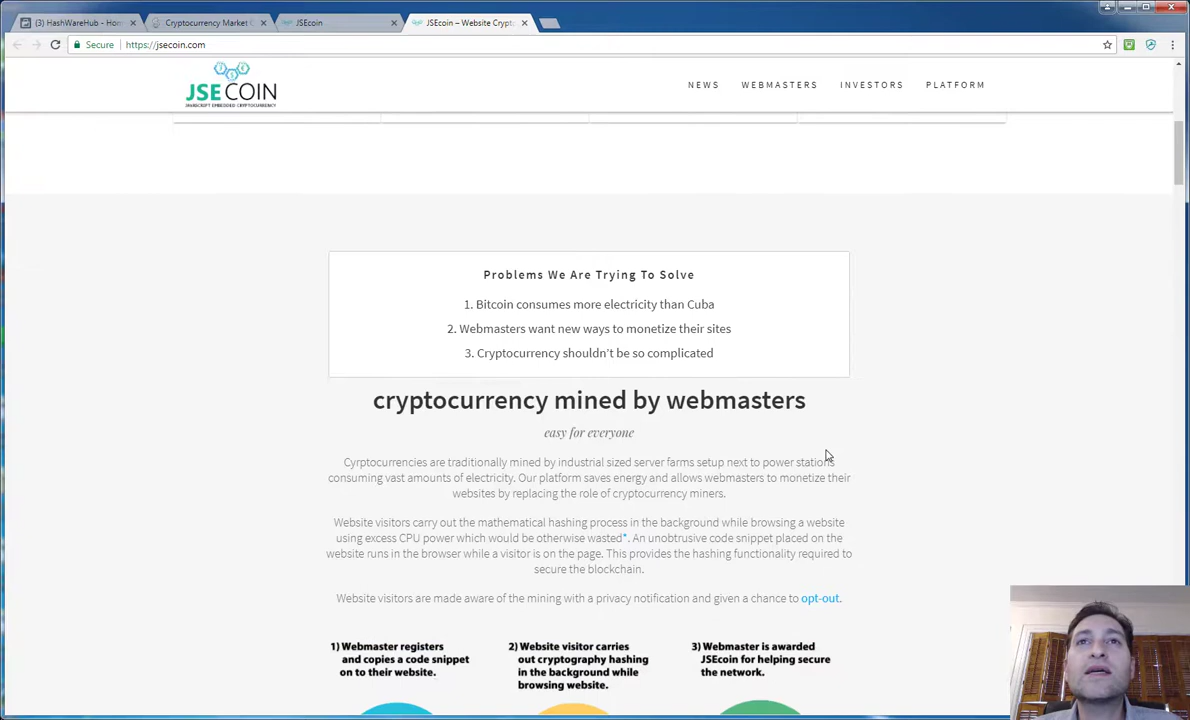 (3) HashWareHub - Hom
Cryptocurrency Market C
JSEcoin
JSEcoin – Website Crypt
Secure
https://jsecoin.com
JSECOIN
JAVASCRIPT EMBEDDED CRYPTOCURRENCY
NEWS
WEBMASTERS
INVESTORS
PLATFORM
Problems We Are Trying To Solve
1. Bitcoin consumes more electricity than Cuba
2. Webmasters want new ways to monetize their sites
3. Cryptocurrency shouldn't be so complicated
cryptocurrency mined by webmasters
easy for everyone
Cyrptocurrencies are traditionally mined by industrial sized server farms setup next to power stations
consuming vast amounts of electricity. Our platform saves energy and allows webmasters to monetize their
websites by replacing the role of cryptocurrency miners.
Website visitors carry out the mathematical hashing process in the background while browsing a website
using excess CPU power which would be otherwise wasted*. An unobtrusive code snippet placed on the
website runs in the browser while a visitor is on the page. This provides the hashing functionality required to
secure the blockchain.
Website visitors are made aware of the mining with a privacy notification and given a chance to opt-out.
1) Webmaster registers
and copies a code snippet
on to their website.
2) Website visitor carries
out cryptography hashing
in the background while
browsing website.
3) Webmaster is awarded
JSEcoin for helping secure
the network.